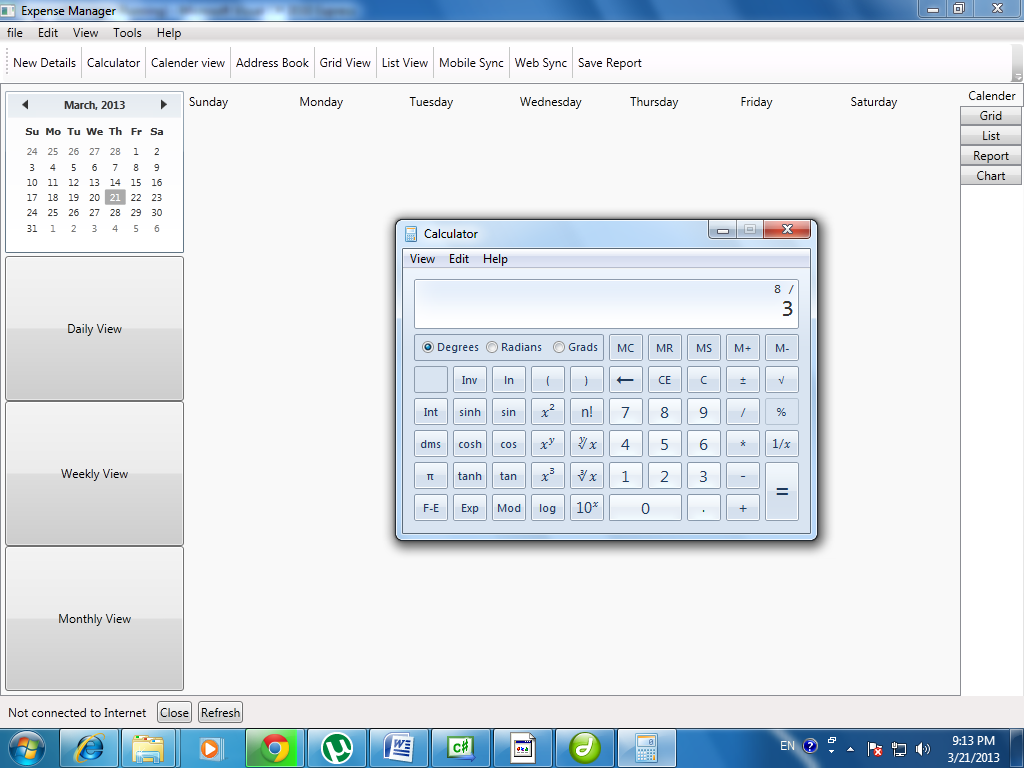 Expense Manager
file Edit View Tools Help
New Details Calculator Calender view Address Book Grid View List View Mobile Sync Web Sync Save Report
March, 2013
Su Mo Tu We Th Fr Sa
24 25 26 27 28 1 2
3 4 5 6 7 8 9
10 11 12 13 14 15 16
17 18 19 20 21 22 23
24 25 26 27 28 29 30
31 1 2 3 4 5 6
Sunday Monday Tuesday Wednesday Thursday Friday Saturday
Calender
Grid
List
Report
Chart
Daily View
Weekly View
Monthly View
Calculator
View Edit Help
8 /
3
Degrees Radians Grads MC MR MS M+ M-
Inv ln ( ) ← CE C ± √
Int sinh sin x² n! 7 8 9 / %
dms cosh cos xʸ ʸ√x 4 5 6 * 1/x
π tanh tan x³ ³√x 1 2 3 - =
F-E Exp Mod log 10ˣ 0 . +
Not connected to Internet Close Refresh
EN
9:13 PM
3/21/2013